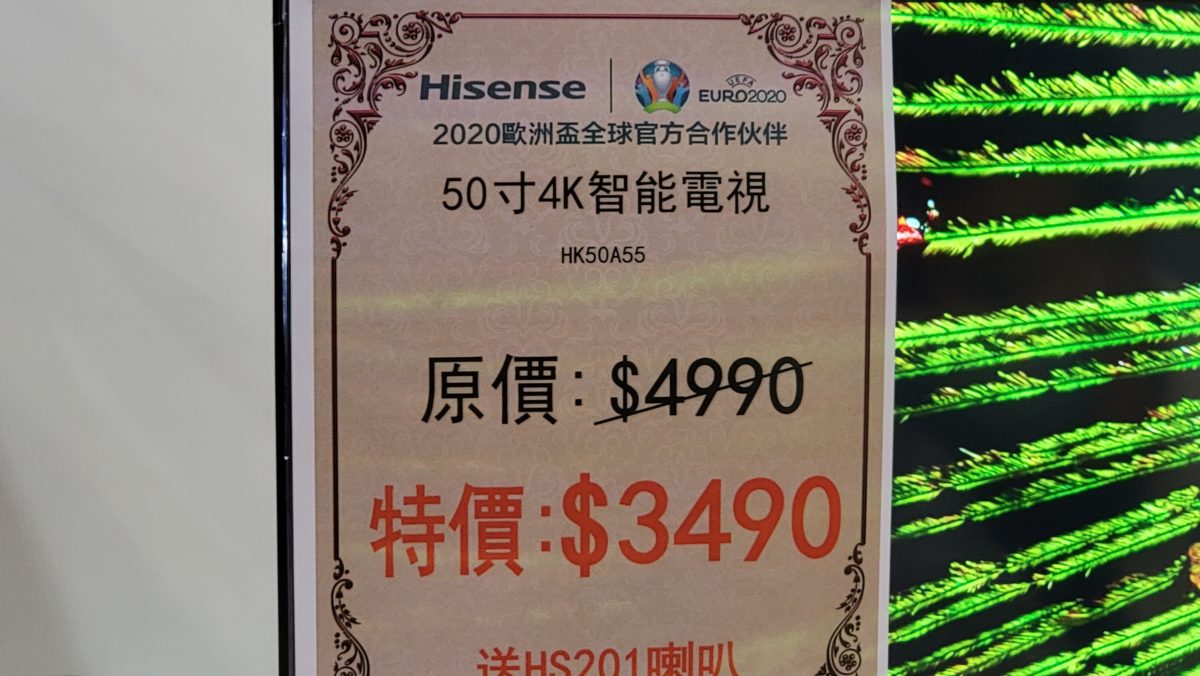 Hisense
UEFA
EURO2020
2020歐洲盃全球官方合作伙伴
50寸4K智能電視
HK50A55
原價:$4990
特價:$3490
送HS201喇叭